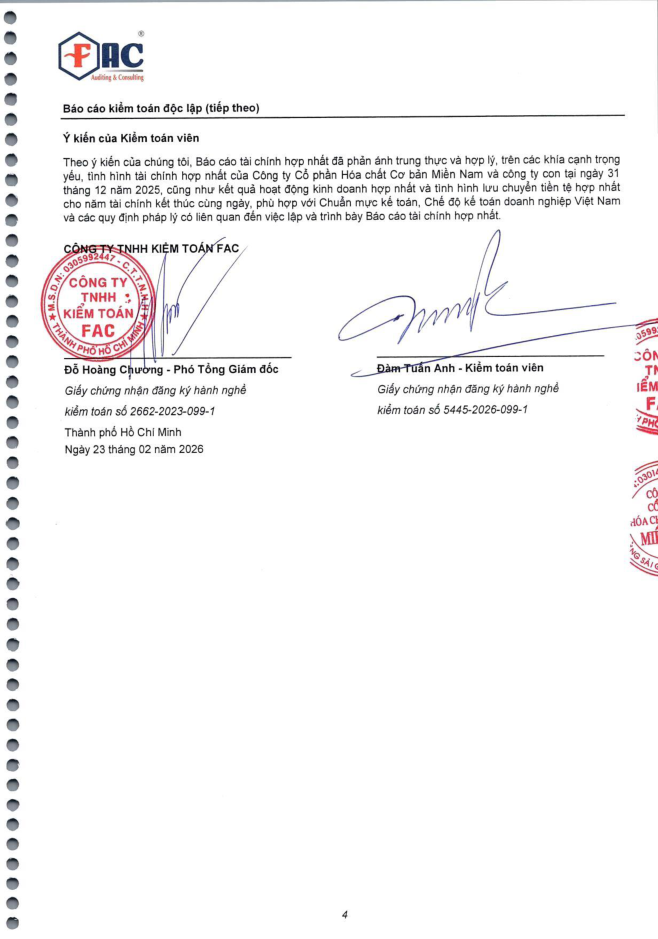 FAC
®
Auditing & Consulting
Báo cáo kiểm toán độc lập (tiếp theo)
Ý kiến của Kiểm toán viên
Theo ý kiến của chúng tôi, Báo cáo tài chính hợp nhất đã phản ánh trung thực và hợp lý, trên các khía cạnh trọng
yếu, tình hình tài chính hợp nhất của Công ty Cổ phần Hóa chất Cơ bản Miền Nam và công ty con tại ngày 31
tháng 12 năm 2025, cũng như kết quả hoạt động kinh doanh hợp nhất và tình hình lưu chuyển tiền tệ hợp nhất
cho năm tài chính kết thúc cùng ngày, phù hợp với Chuẩn mực kế toán, Chế độ kế toán doanh nghiệp Việt Nam
và các quy định pháp lý có liên quan đến việc lập và trình bày Báo cáo tài chính hợp nhất.
CÔNG TY TNHH KIỂM TOÁN FAC
M.S.D.N: 0305992447 - C.T.T.N.H.H
CÔNG TY
TNHH
KIỂM TOÁN
FAC
THÀNH PHỐ HỒ CHÍ MINH
Đỗ Hoàng Chương - Phó Tổng Giám đốc
Giấy chứng nhận đăng ký hành nghề
kiểm toán số 2662-2023-099-1
Thành phố Hồ Chí Minh
Ngày 23 tháng 02 năm 2026
Đàm Tuấn Anh - Kiểm toán viên
Giấy chứng nhận đăng ký hành nghề
kiểm toán số 5445-2026-099-1
4